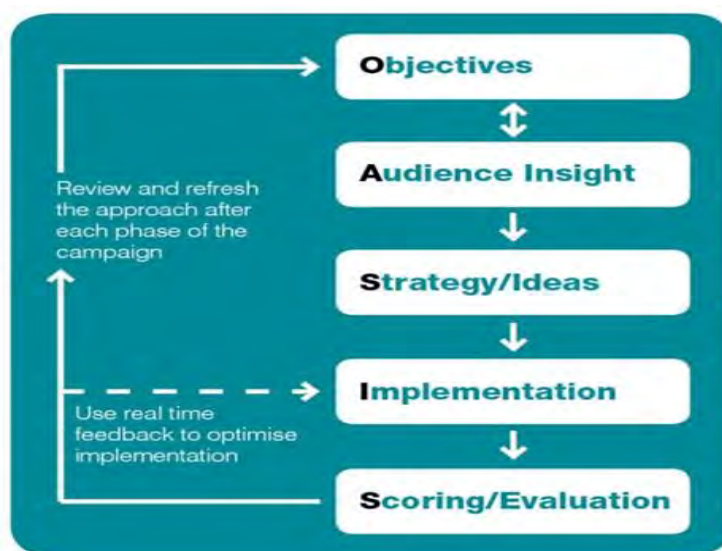 Objectives
Audience Insight
Review and refresh
the approach after
each phase of the
campaign
Strategy/Ideas
Implementation
Use real time
feedback to optimise
implementation
Scoring/Evaluation